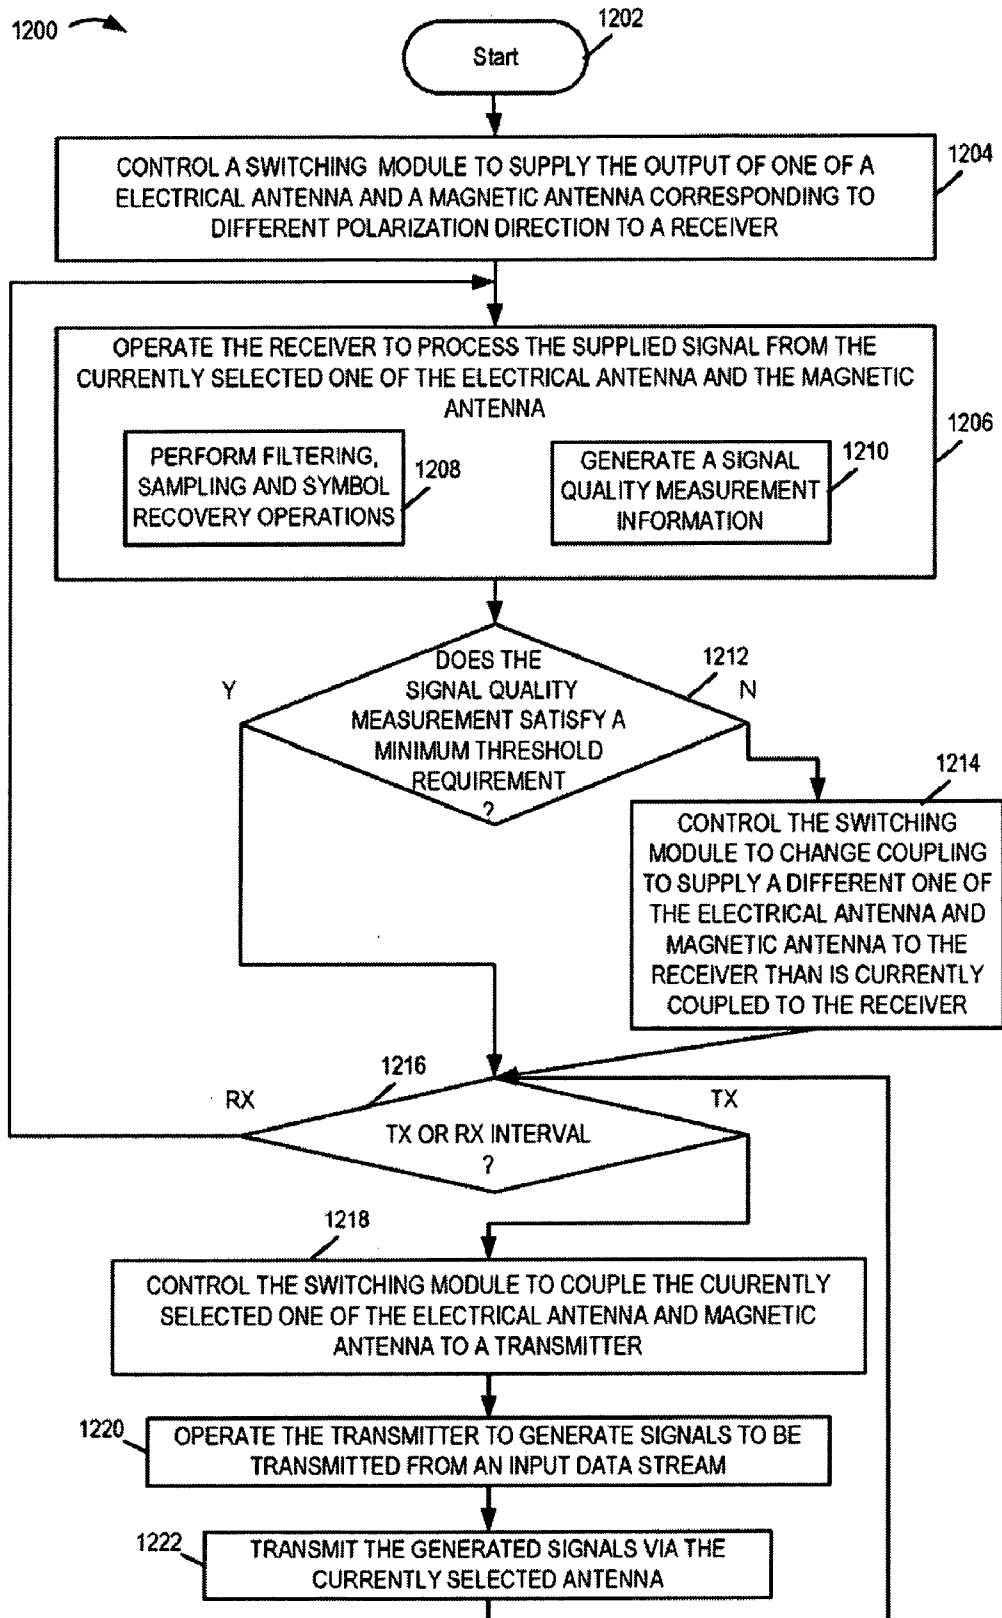 1200
1202
Start
CONTROL A SWITCHING MODULE TO SUPPLY THE OUTPUT OF ONE OF A
ELECTRICAL ANTENNA AND A MAGNETIC ANTENNA CORRESPONDING TO
DIFFERENT POLARIZATION DIRECTION TO A RECEIVER
1204
OPERATE THE RECEIVER TO PROCESS THE SUPPLIED SIGNAL FROM THE
CURRENTLY SELECTED ONE OF THE ELECTRICAL ANTENNA AND THE MAGNETIC
ANTENNA
1206
PERFORM FILTERING,
SAMPLING AND SYMBOL
RECOVERY OPERATIONS
1208
GENERATE A SIGNAL
QUALITY MEASUREMENT
INFORMATION
1210
DOES THE
SIGNAL QUALITY
MEASUREMENT SATISFY A
MINIMUM THRESHOLD
REQUIREMENT
?
1212
Y
N
1214
CONTROL THE SWITCHING
MODULE TO CHANGE COUPLING
TO SUPPLY A DIFFERENT ONE OF
THE ELECTRICAL ANTENNA AND
MAGNETIC ANTENNA TO THE
RECEIVER THAN IS CURRENTLY
COUPLED TO THE RECEIVER
1216
RX
TX
TX OR RX INTERVAL
?
1218
CONTROL THE SWITCHING MODULE TO COUPLE THE CUURENTLY
SELECTED ONE OF THE ELECTRICAL ANTENNA AND MAGNETIC
ANTENNA TO A TRANSMITTER
1220
OPERATE THE TRANSMITTER TO GENERATE SIGNALS TO BE
TRANSMITTED FROM AN INPUT DATA STREAM
1222
TRANSMIT THE GENERATED SIGNALS VIA THE
CURRENTLY SELECTED ANTENNA